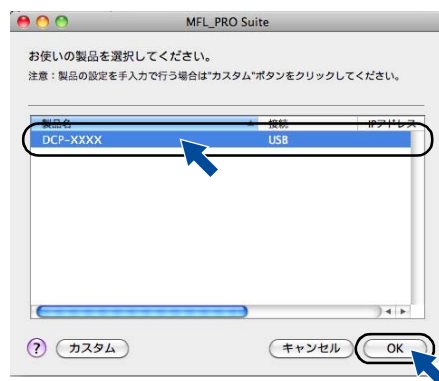 MFL_PRO Suite
お使いの製品を選択してください。
注意：製品の設定を手入力で行う場合は"カスタム"ボタンをクリックしてください。
製品名 接続 IPアドレス
DCP-XXXX USB
? カスタム キャンセル OK